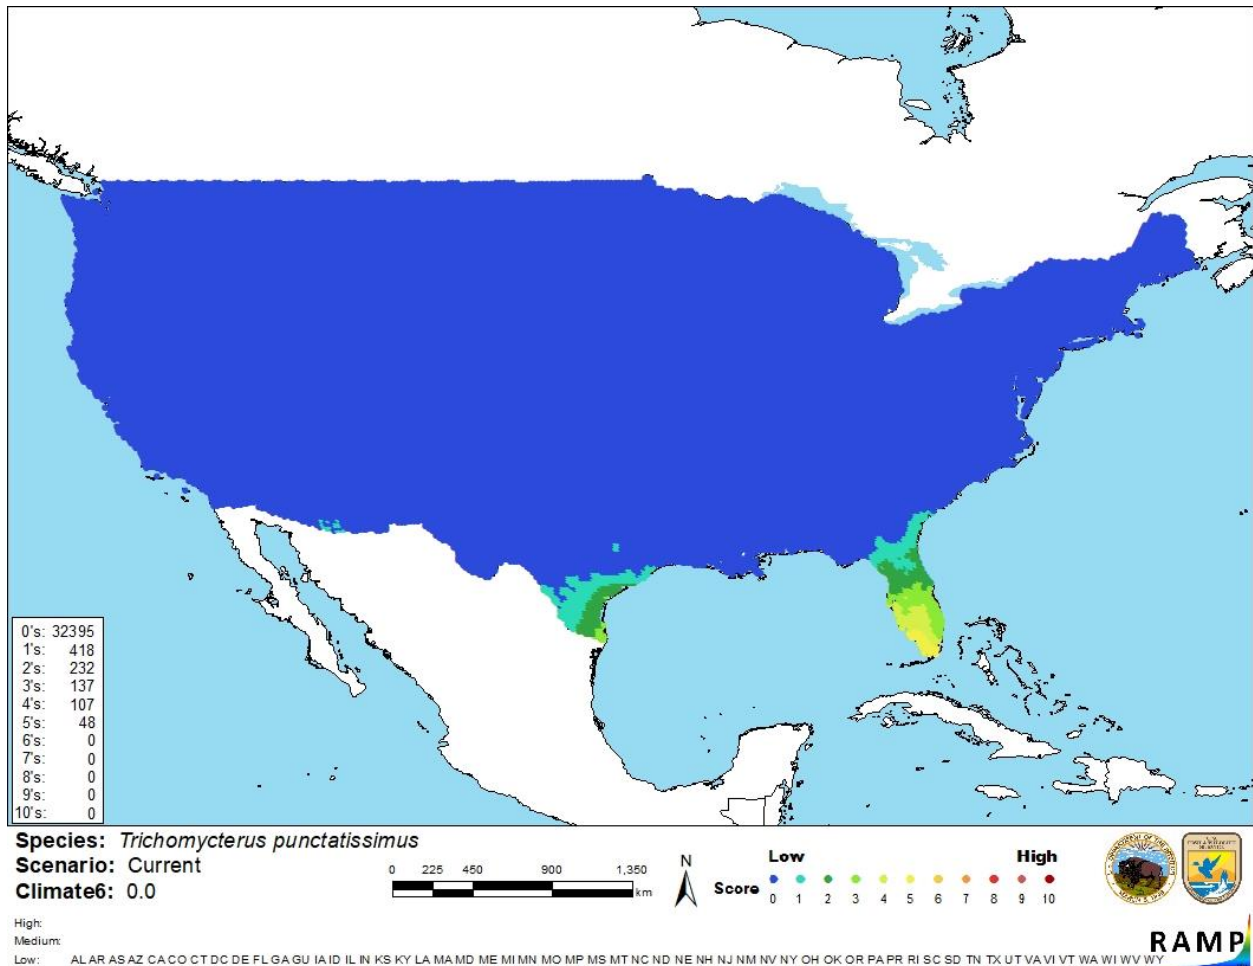 0's: 32395
1's: 418
2's: 232
3's: 137
4's: 107
5's: 48
6's: 0
7's: 0
8's: 0
9's: 0
10's: 0
Species: Trichomycterus punctatissimus
Scenario: Current
Climate6: 0.0
0 225 450 900 1,350
km
N
Low High
Score
0 1 2 3 4 5 6 7 8 9 10
High:
Medium:
Low: AL AR AS AZ CA CO CT DC DE FL GA GU IA ID IL IN KS KY LA MA MD ME MI MN MO MP MS MT NC ND NE NH NJ NM NV NY OH OK OR PA PR RI SC SD TN TX UT VA VI VT WA WI WV WY
RAMP